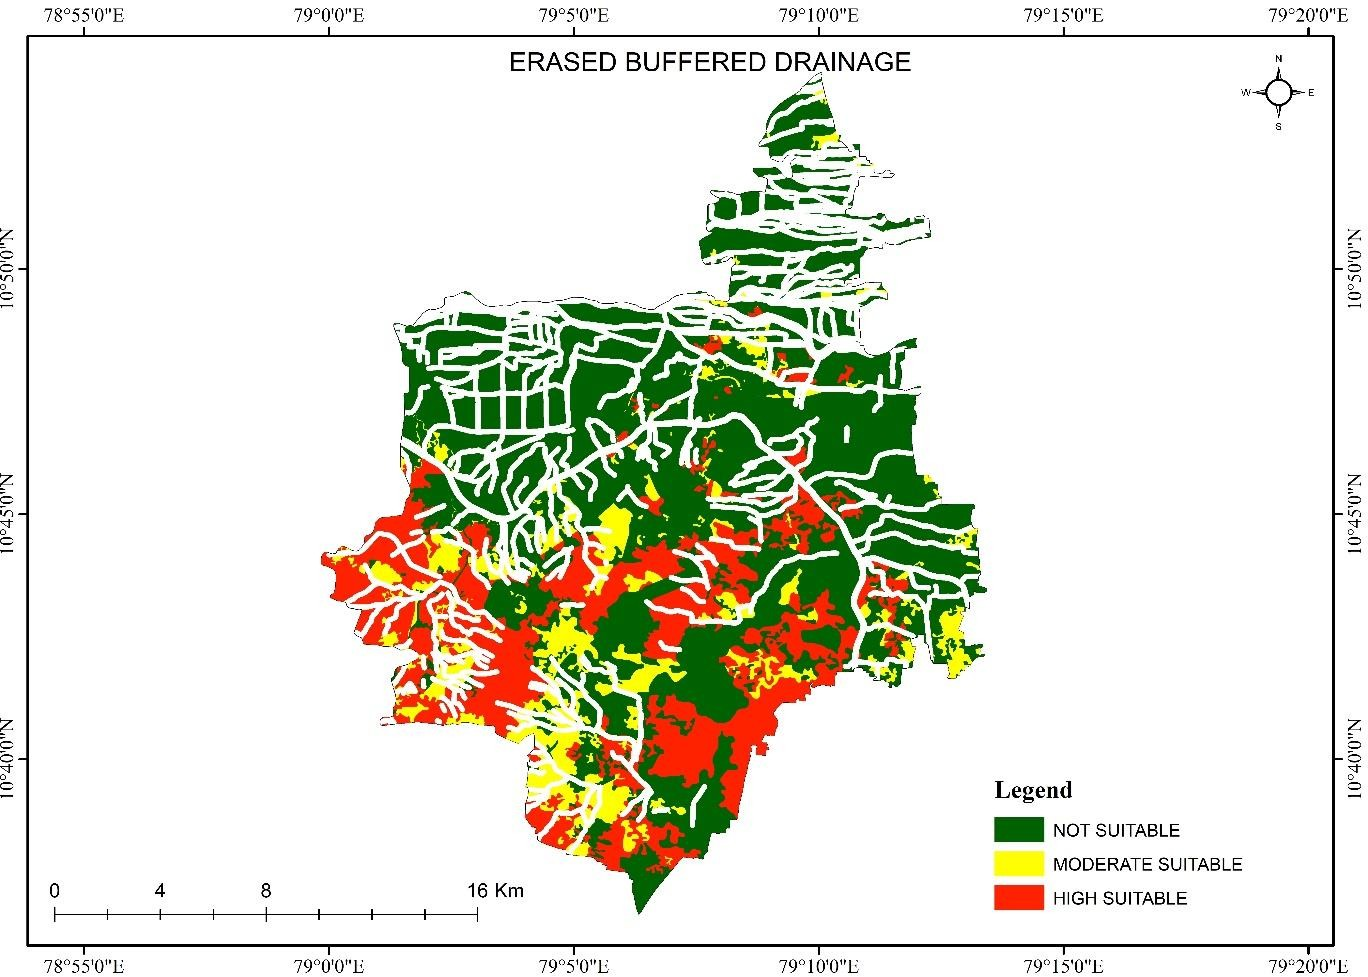 78°55'0"E 79°0'0"E 79°5'0"E 79°10'0"E 79°15'0"E 79°20'0"E
ERASED BUFFERED DRAINAGE
N
W E
S
10°50'0"N 10°50'0"N
10°45'0"N 10°45'0"N
10°40'0"N 10°40'0"N
Legend
NOT SUITABLE
MODERATE SUITABLE
HIGH SUITABLE
0 4 8 16 Km
78°55'0"E 79°0'0"E 79°5'0"E 79°10'0"E 79°15'0"E 79°20'0"E